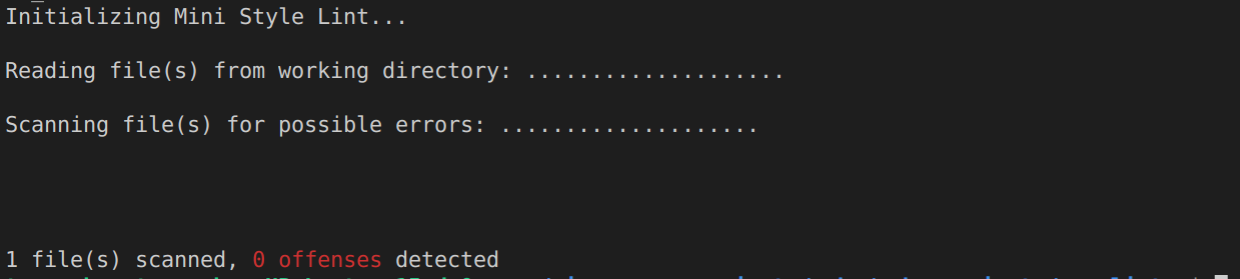 Initializing Mini Style Lint...
Reading file(s) from working directory: ....................
Scanning file(s) for possible errors: ....................
1 file(s) scanned, 0 offenses detected